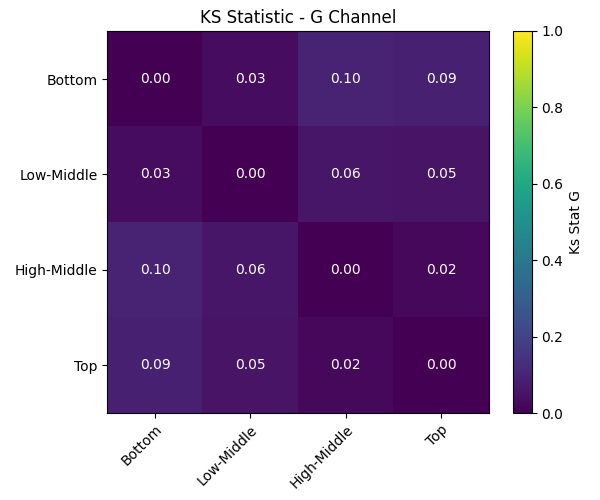 KS Statistic - G Channel
Bottom 0.00 0.03 0.10 0.09
Low-Middle 0.03 0.00 0.06 0.05
High-Middle 0.10 0.06 0.00 0.02
Top 0.09 0.05 0.02 0.00
Bottom Low-Middle High-Middle Top
1.0
0.8
0.6
0.4
0.2
0.0
Ks Stat G